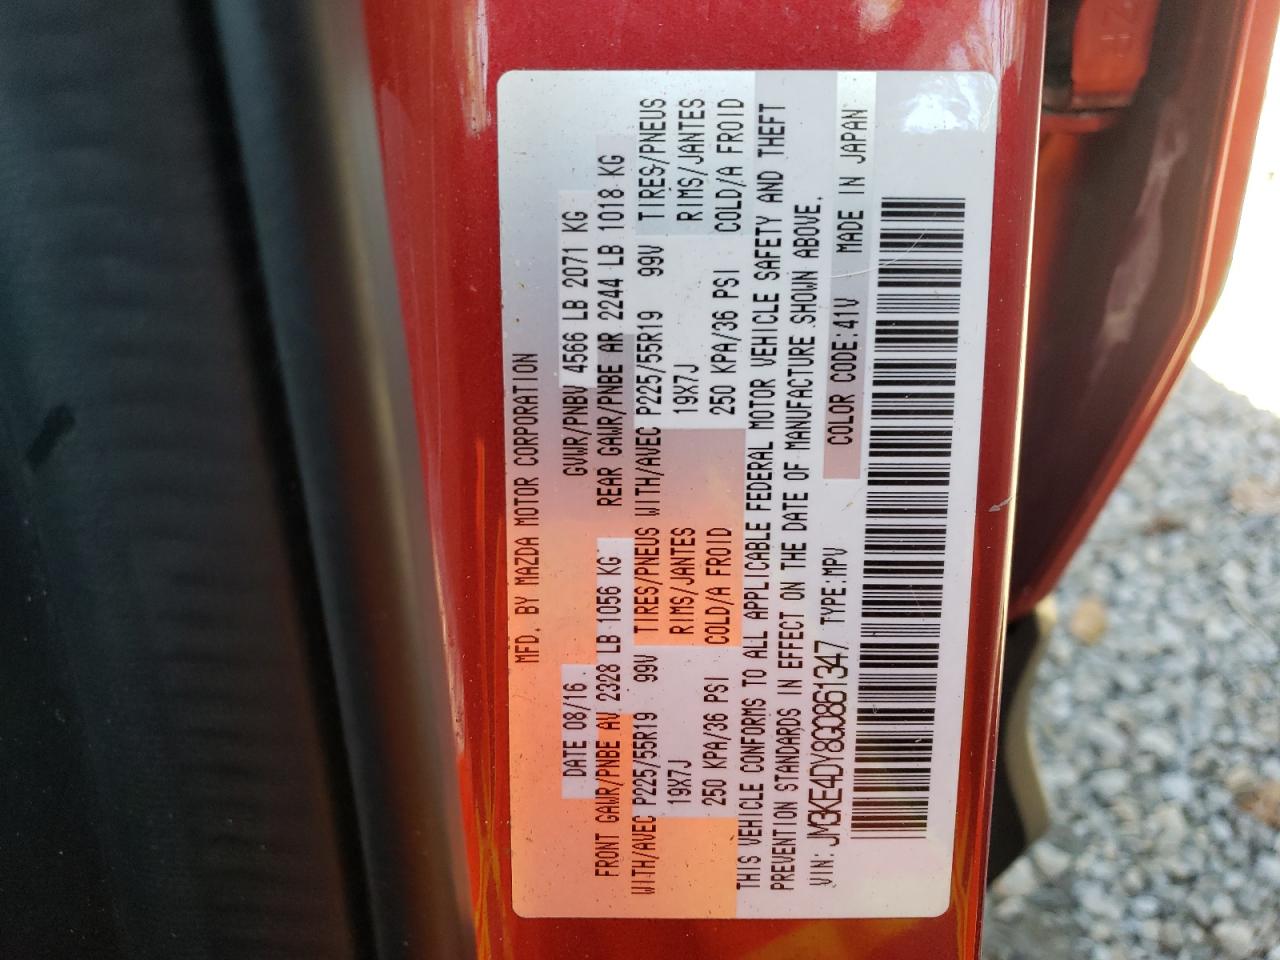 MFD. BY MAZDA MOTOR CORPORATION
DATE 08/16 GVWR/PNBV 4566 LB 2071 KG
FRONT GAWR/PNBE AV 2328 LB 1056 KG REAR GAWR/PNBE AR 2244 LB 1018 KG
WITH/AVEC P225/55R19 99V TIRES/PNEUS WITH/AVEC P225/55R19 99V TIRES/PNEUS
19X7J RIMS/JANTES 19X7J RIMS/JANTES
250 KPA/36 PSI COLD/A FROID 250 KPA/36 PSI COLD/A FROID
THIS VEHICLE CONFORMS TO ALL APPLICABLE FEDERAL MOTOR VEHICLE SAFETY AND THEFT
PREVENTION STANDARDS IN EFFECT ON THE DATE OF MANUFACTURE SHOWN ABOVE.
VIN: JM3KE4DY8G0861347 TYPE:MPV COLOR CODE:41V MADE IN JAPAN